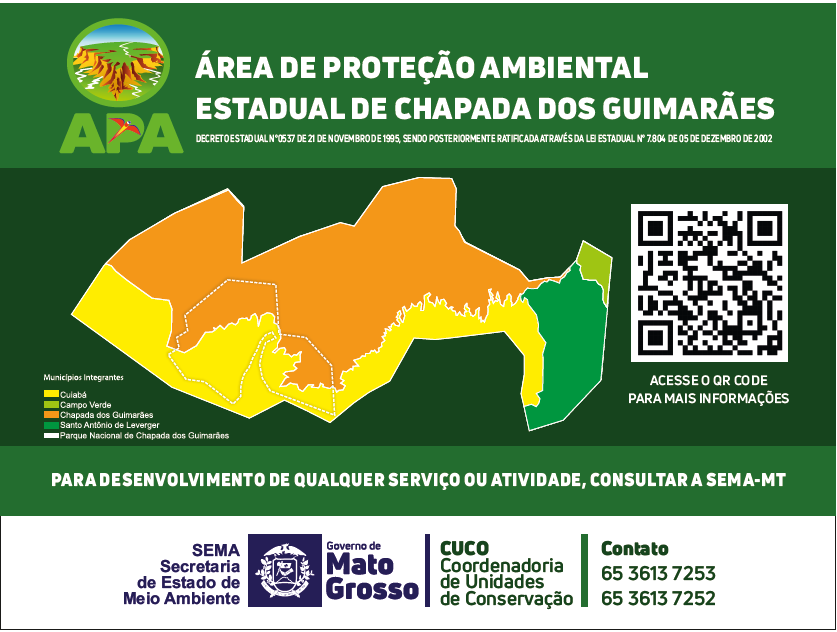 APA
ÁREA DE PROTEÇÃO AMBIENTAL
ESTADUAL DE CHAPADA DOS GUIMARÃES
DECRETO ESTADUAL N°0537 DE 21 DE NOVEMBRO DE 1995, SENDO POSTERIORMENTE RATIFICADA ATRAVÉS DA LEI ESTADUAL N° 7.804 DE 05 DE DEZEMBRO DE 2002
Municípios Integrantes
Cuiabá
Campo Verde
Chapada dos Guimarães
Santo Antônio de Leverger
Parque Nacional de Chapada dos Guimarães
ACESSE O QR CODE
PARA MAIS INFORMAÇÕES
PARA DESENVOLVIMENTO DE QUALQUER SERVIÇO OU ATIVIDADE, CONSULTAR A SEMA-MT
SEMA
Secretaria
de Estado de
Meio Ambiente
Governo de
Mato
Grosso
CUCO
Coordenadoria
de Unidades
de Conservação
Contato
65 3613 7253
65 3613 7252